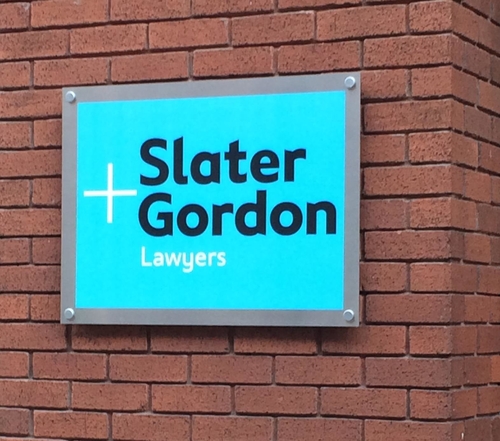 Slater
+ Gordon
Lawyers